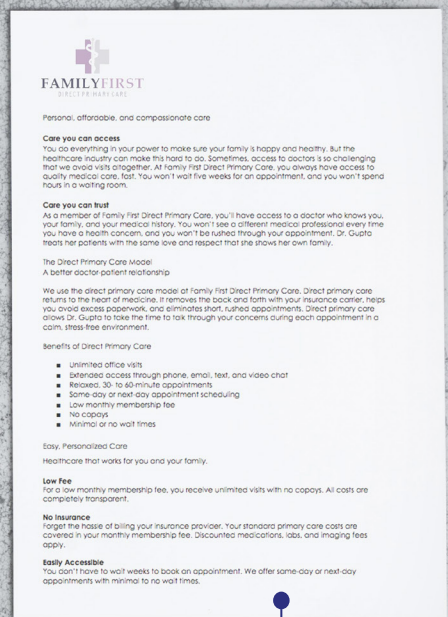 FAMILYFIRST
DIRECT PRIMARY CARE
Personal, affordable, and compassionate care
Care you can access
You do everything in your power to make sure your family is happy and healthy. But the
healthcare industry can make this hard to do. Sometimes, access to doctors is so challenging
that we avoid visits altogether. At Family First Direct Primary Care, you always have access to
quality medical care, fast. You won't wait five weeks for an appointment, and you won't spend
hours in a waiting room.
Care you can trust
As a member of Family First Direct Primary Care, you'll have access to a doctor who knows you,
your family, and your medical history. You won't see a different medical professional every time
you have a health concern, and you won't be rushed through your appointment. Dr. Gupta
treats her patients with the same love and respect that she shows her own family.
The Direct Primary Care Model
A better doctor-patient relationship
We use the direct primary care model at Family First Direct Primary Care. Direct primary care
returns to the heart of medicine. It removes the back and forth with your insurance carrier, helps
you avoid excess paperwork, and eliminates short, rushed appointments. Direct primary care
allows Dr. Gupta to take the time to talk through your concerns during each appointment in a
calm, stress-free environment.
Benefits of Direct Primary Care
■ Unlimited office visits
■ Extended access through phone, email, text, and video chat
■ Relaxed, 30- to 60-minute appointments
■ Same-day or next-day appointment scheduling
■ Low monthly membership fee
■ No copays
■ Minimal or no wait times
Easy, Personalized Care
Healthcare that works for you and your family.
Low Fee
For a low monthly membership fee, you receive unlimited visits with no copays. All costs are
completely transparent.
No Insurance
Forget the hassle of billing your insurance provider. Your standard primary care costs are
covered in your monthly membership fee. Discounted medications, labs, and imaging fees
apply.
Easily Accessible
You don't have to wait weeks to book an appointment. We offer same-day or next-day
appointments with minimal to no wait times.